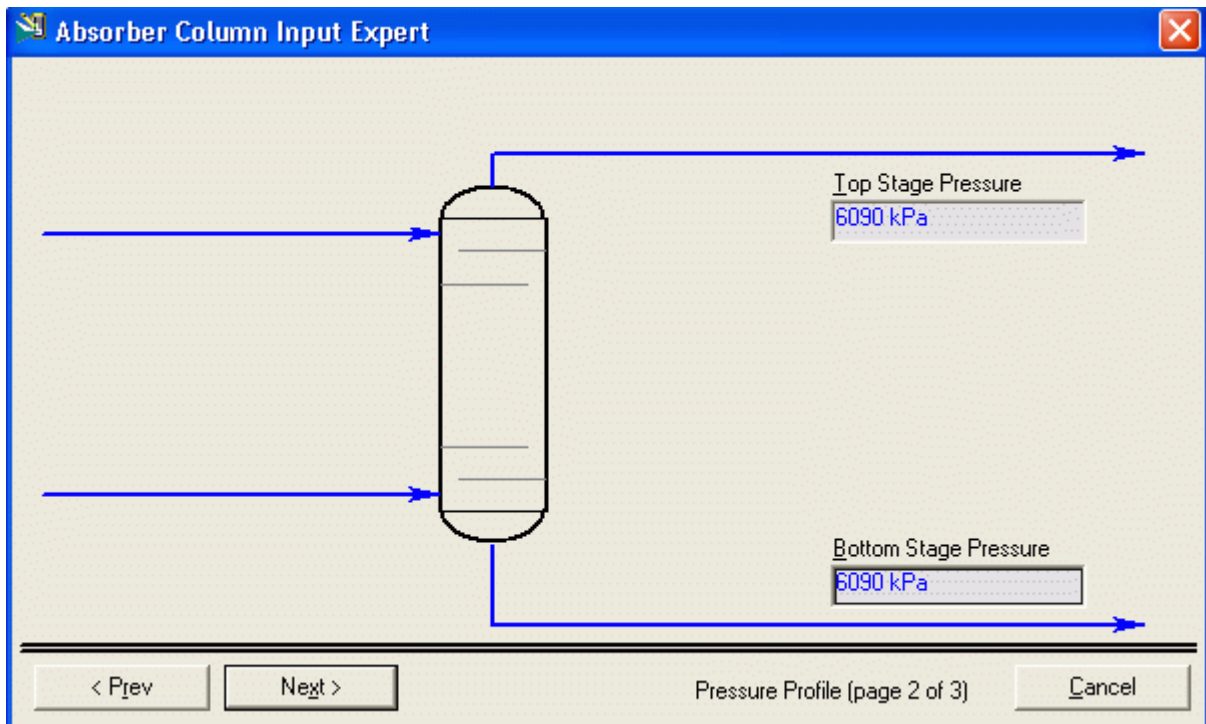 Absorber Column Input Expert
Top Stage Pressure
6090 kPa
Bottom Stage Pressure
6090 kPa
< Prev
Next >
Pressure Profile (page 2 of 3)
Cancel